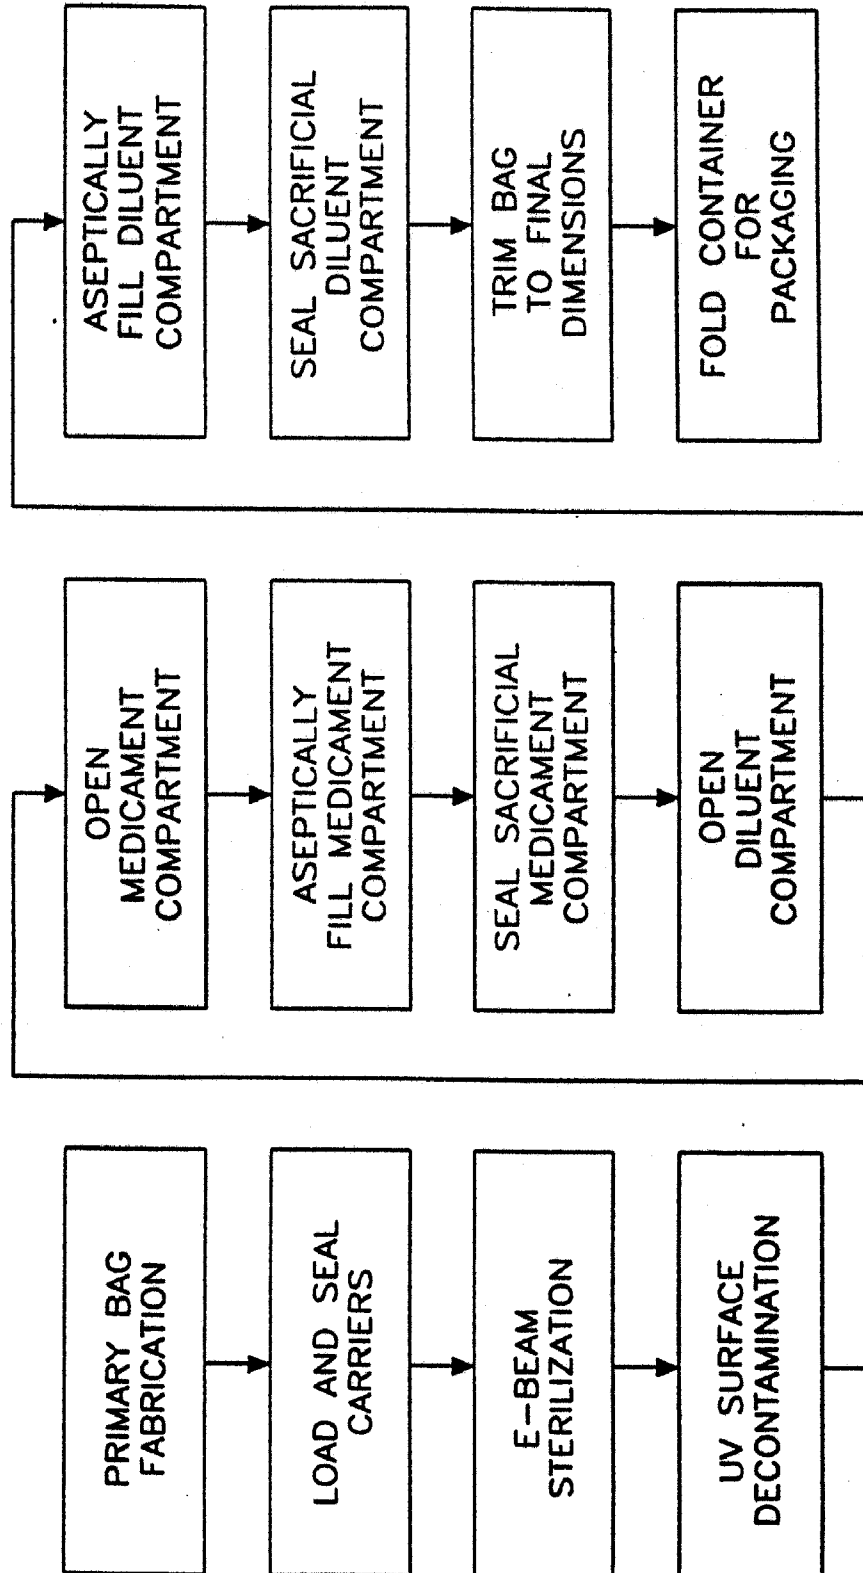 PRIMARY BAG
FABRICATION
LOAD AND SEAL
CARRIERS
E-BEAM
STERILIZATION
UV SURFACE
DECONTAMINATION
OPEN
MEDICAMENT
COMPARTMENT
ASEPTICALLY
FILL MEDICAMENT
COMPARTMENT
SEAL SACRIFICIAL
MEDICAMENT
COMPARTMENT
OPEN
DILUENT
COMPARTMENT
ASEPTICALLY
FILL DILUENT
COMPARTMENT
SEAL SACRIFICIAL
DILUENT
COMPARTMENT
TRIM BAG
TO FINAL
DIMENSIONS
FOLD CONTAINER
FOR
PACKAGING